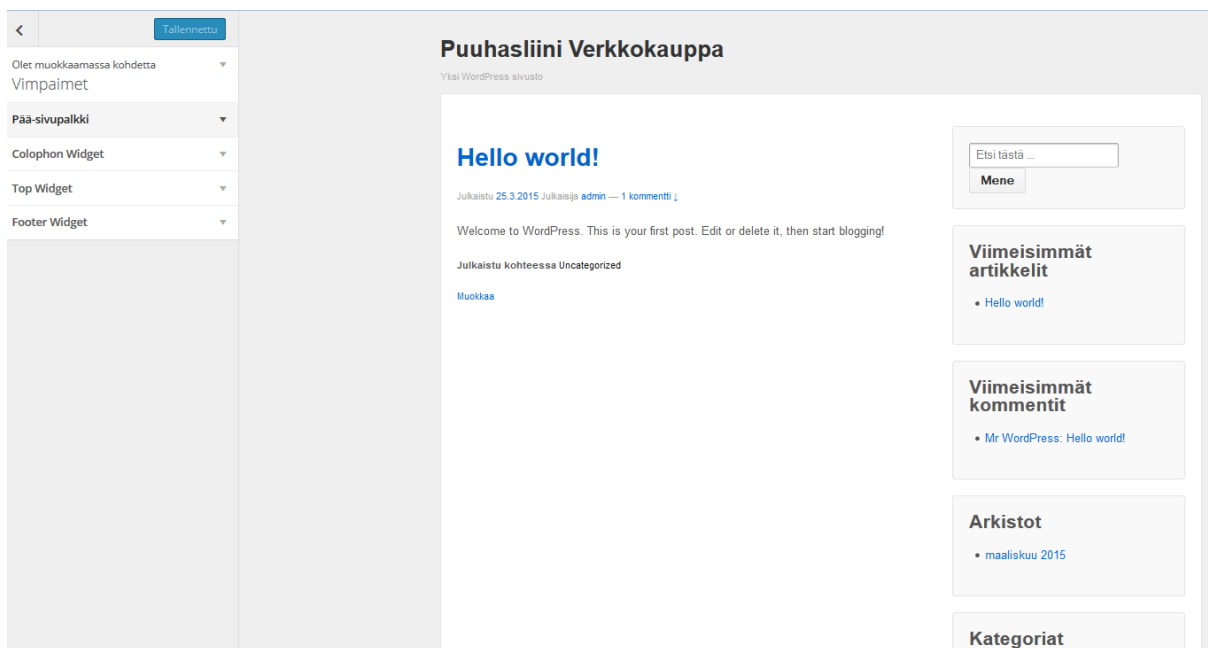 Tallennettu
Olet muokkaamassa kohdetta
Vimpaimet
Pää-sivupalkki
Colophon Widget
Top Widget
Footer Widget
Puuhasliini Verkkokauppa
Yksi WordPress sivusto
Hello world!
Julkaistu 25.3.2015 Julkaisija admin — 1 kommentti ↓
Welcome to WordPress. This is your first post. Edit or delete it, then start blogging!
Julkaistu kohteessa Uncategorized
Muokkaa
Etsi tästä ...
Mene
Viimeisimmät
artikkelit
Hello world!
Viimeisimmät
kommentit
Mr WordPress: Hello world!
Arkistot
maaliskuu 2015
Kategoriat